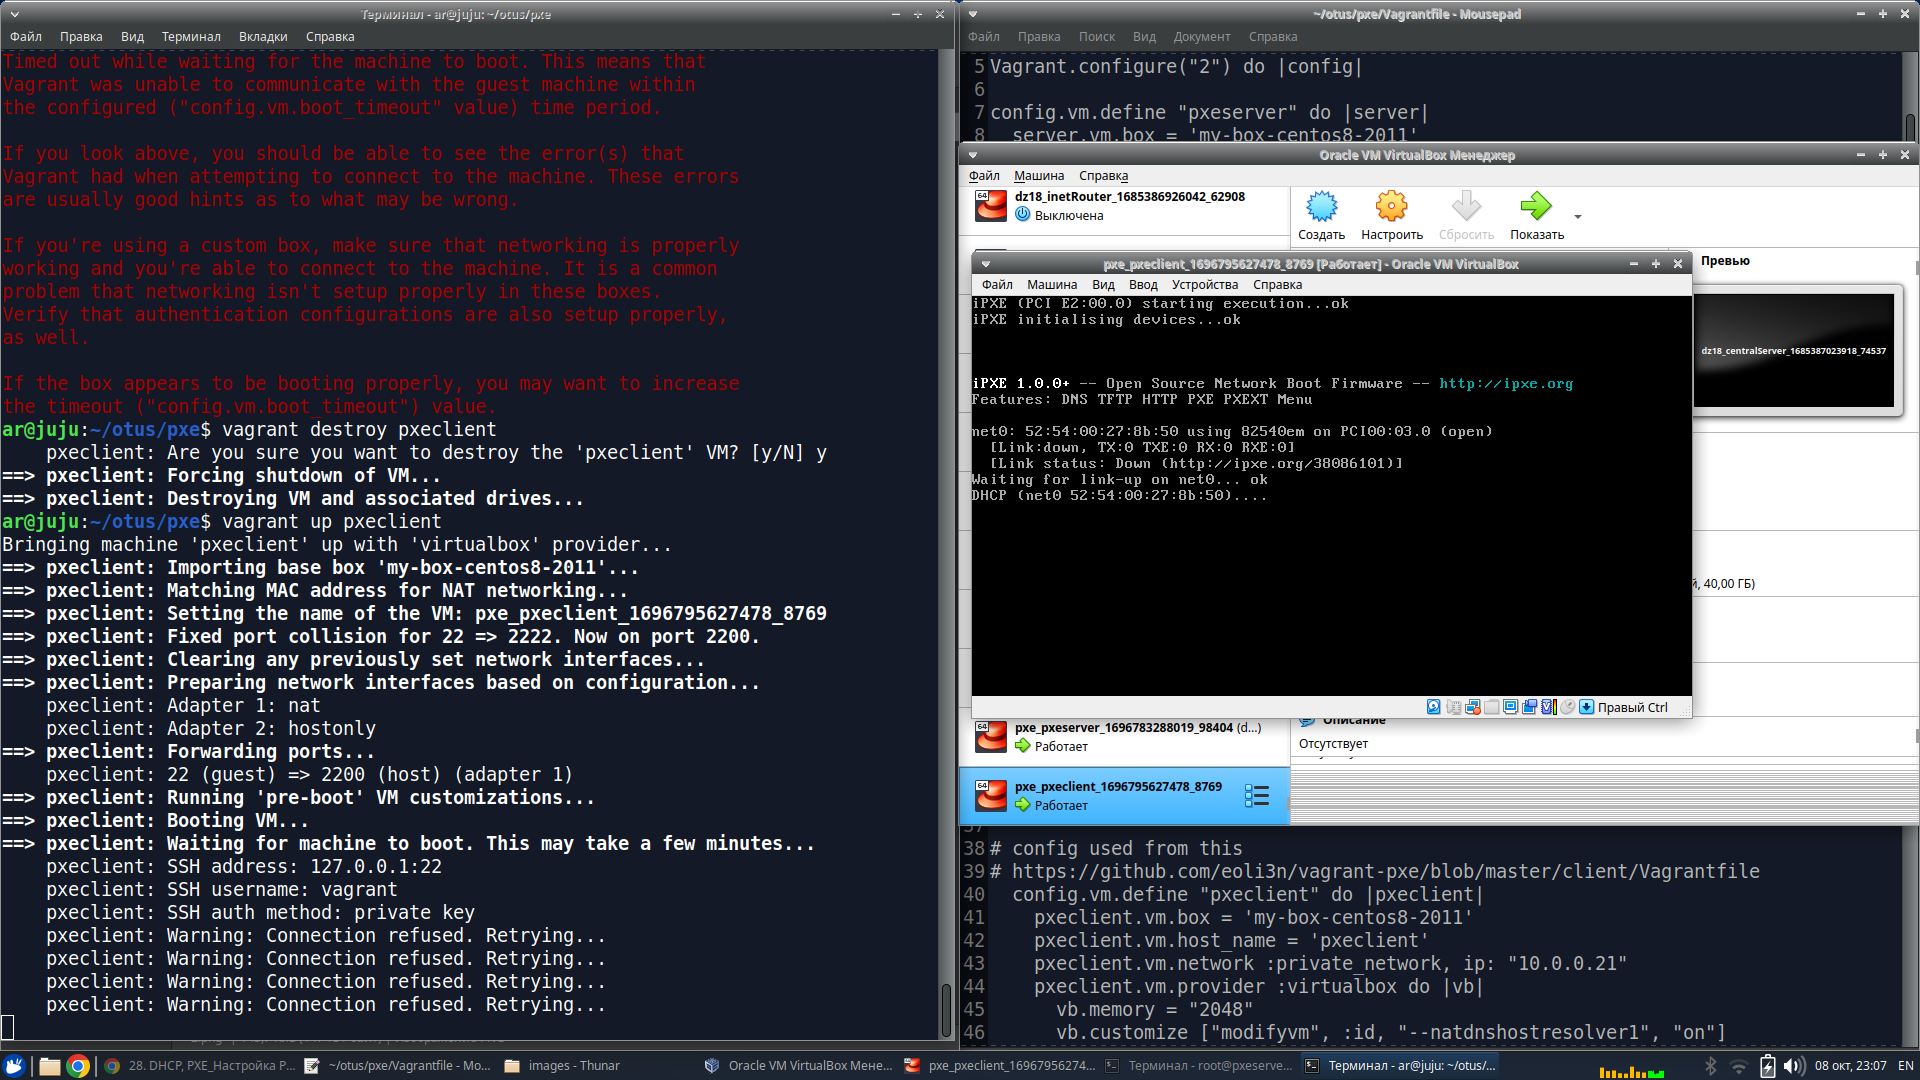 Терминал - ar@juju: ~/otus/pxe
Файл Правка Вид Терминал Вкладки Справка
Timed out while waiting for the machine to boot. This means that
Vagrant was unable to communicate with the guest machine within
the configured ("config.vm.boot_timeout" value) time period.
If you look above, you should be able to see the error(s) that
Vagrant had when attempting to connect to the machine. These errors
are usually good hints as to what may be wrong.
If you're using a custom box, make sure that networking is properly
working and you're able to connect to the machine. It is a common
problem that networking isn't setup properly in these boxes.
Verify that authentication configurations are also setup properly,
as well.
If the box appears to be booting properly, you may want to increase
the timeout ("config.vm.boot_timeout") value.
ar@juju:~/otus/pxe$ vagrant destroy pxeclient
    pxeclient: Are you sure you want to destroy the 'pxeclient' VM? [y/N] y
==> pxeclient: Forcing shutdown of VM...
==> pxeclient: Destroying VM and associated drives...
ar@juju:~/otus/pxe$ vagrant up pxeclient
Bringing machine 'pxeclient' up with 'virtualbox' provider...
==> pxeclient: Importing base box 'my-box-centos8-2011'...
==> pxeclient: Matching MAC address for NAT networking...
==> pxeclient: Setting the name of the VM: pxe_pxeclient_1696795627478_8769
==> pxeclient: Fixed port collision for 22 => 2222. Now on port 2200.
==> pxeclient: Clearing any previously set network interfaces...
==> pxeclient: Preparing network interfaces based on configuration...
    pxeclient: Adapter 1: nat
    pxeclient: Adapter 2: hostonly
==> pxeclient: Forwarding ports...
    pxeclient: 22 (guest) => 2200 (host) (adapter 1)
==> pxeclient: Running 'pre-boot' VM customizations...
==> pxeclient: Booting VM...
==> pxeclient: Waiting for machine to boot. This may take a few minutes...
    pxeclient: SSH address: 127.0.0.1:22
    pxeclient: SSH username: vagrant
    pxeclient: SSH auth method: private key
    pxeclient: Warning: Connection refused. Retrying...
    pxeclient: Warning: Connection refused. Retrying...
    pxeclient: Warning: Connection refused. Retrying...
    pxeclient: Warning: Connection refused. Retrying...
~/otus/pxe/Vagrantfile - Mousepad
Файл Правка Поиск Вид Документ Справка
5 Vagrant.configure("2") do |config|
6
7 config.vm.define "pxeserver" do |server|
8   server.vm.box = 'my-box-centos8-2011'
Oracle VM VirtualBox Менеджер
Файл Машина Справка
64 dz18_inetRouter_1685386926042_62908
Выключена
Создать Настроить Сбросить Показать
Превью
dz18_centralServer_1685387023918_74537
pxe_pxeclient_1696795627478_8769 [Работает] - Oracle VM VirtualBox
Файл Машина Вид Ввод Устройства Справка
iPXE (PCI E2:00.0) starting execution...ok
iPXE initialising devices...ok
iPXE 1.0.0+ -- Open Source Network Boot Firmware -- http://ipxe.org
Features: DNS TFTP HTTP PXE PXEXT Menu
net0: 52:54:00:27:8b:50 using 82540em on PCI00:03.0 (open)
  [Link:down, TX:0 TXE:0 RX:0 RXE:0]
  [Link status: Down (http://ipxe.org/38086101)]
Waiting for link-up on net0... ok
DHCP (net0 52:54:00:27:8b:50)....
Правый Ctrl
й, 40,00 ГБ)
64 pxe_pxeserver_1696783288019_98404 (d...)
Работает
Описание
Отсутствует
64 pxe_pxeclient_1696795627478_8769
Работает
37
38 # config used from this
39 # https://github.com/eoli3n/vagrant-pxe/blob/master/client/Vagrantfile
40   config.vm.define "pxeclient" do |pxeclient|
41     pxeclient.vm.box = 'my-box-centos8-2011'
42     pxeclient.vm.host_name = 'pxeclient'
43     pxeclient.vm.network :private_network, ip: "10.0.0.21"
44     pxeclient.vm.provider :virtualbox do |vb|
45       vb.memory = "2048"
46       vb.customize ["modifyvm", :id, "--natdnshostresolver1", "on"]
28. DHCP, PXE_Настройка P... ~/otus/pxe/Vagrantfile - Mo... images - Thunar Oracle VM VirtualBox Мене... pxe_pxeclient_169679562​74... Терминал - root@pxeserve... Терминал - ar@juju: ~/otus/... 08 окт, 23:07 EN